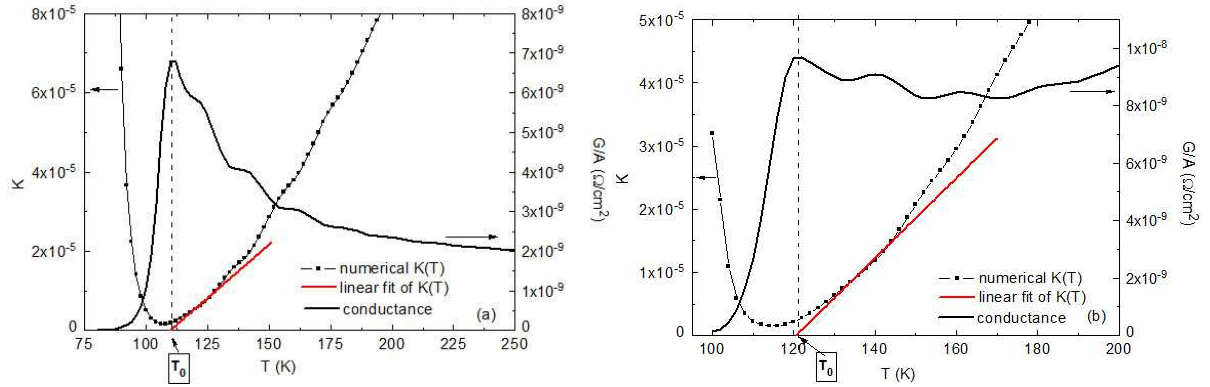 8x10⁻⁵
6x10⁻⁵
4x10⁻⁵
2x10⁻⁵
0
K
8x10⁻⁹
7x10⁻⁹
6x10⁻⁹
5x10⁻⁹
4x10⁻⁹
3x10⁻⁹
2x10⁻⁹
1x10⁻⁹
0
G/A (Ω/cm²)
numerical K(T)
linear fit of K(T)
conductance
(a)
75 100 125 150 175 200 225 250
T₀
T (K)
5x10⁻⁵
4x10⁻⁵
3x10⁻⁵
2x10⁻⁵
1x10⁻⁵
0
K
1x10⁻⁸
8x10⁻⁹
6x10⁻⁹
4x10⁻⁹
2x10⁻⁹
0
G/A (Ω/cm²)
numerical K(T)
linear fit of K(T)
conductance
(b)
100 120 140 160 180 200
T₀
T (K)